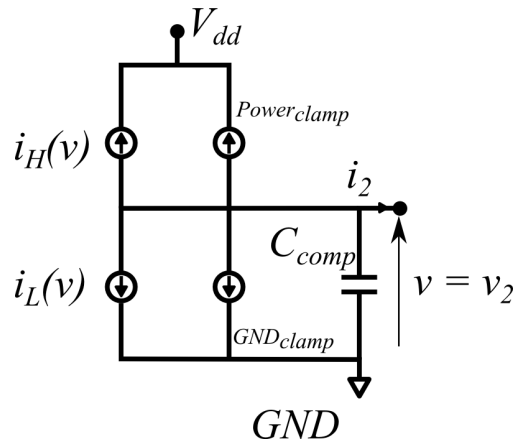 V_dd
Power_clamp
i_H(v)
i_2
C_comp
i_L(v)
v = v_2
GND_clamp
GND